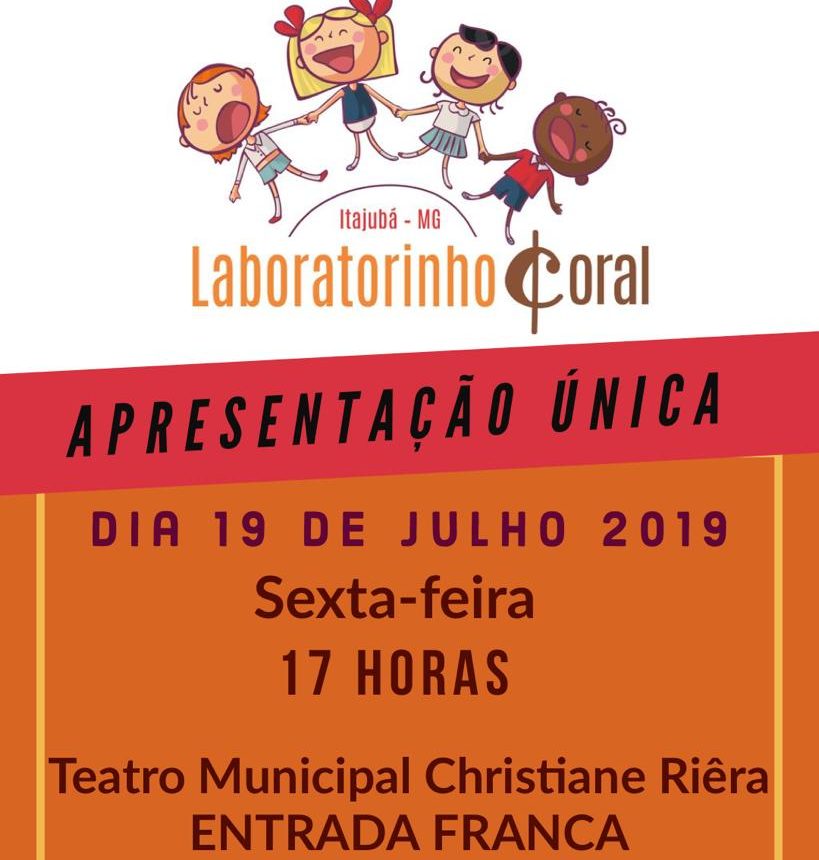 Itajubá - MG
Laboratorinho Coral
APRESENTAÇÃO ÚNICA
DIA 19 DE JULHO 2019
Sexta-feira
17 HORAS
Teatro Municipal Christiane Riêra
ENTRADA FRANCA